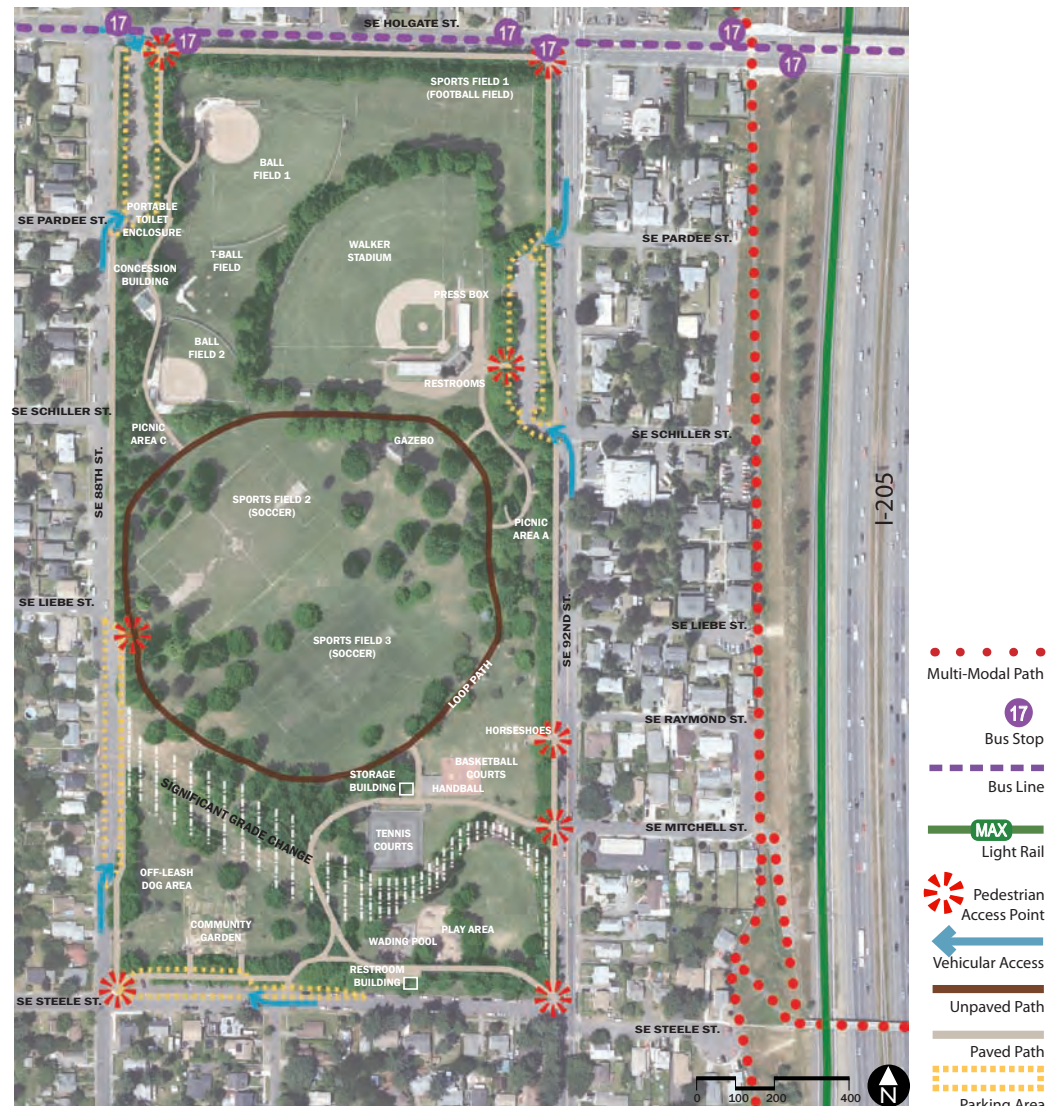 SE HOLGATE ST.
17
17
17
17
17
17
SPORTS FIELD 1
(FOOTBALL FIELD)
BALL
FIELD 1
SE PARDEE ST.
PORTABLE
TOILET
ENCLOSURE
WALKER
STADIUM
SE PARDEE ST.
T-BALL
FIELD
CONCESSION
BUILDING
PRESS BOX
BALL
FIELD 2
RESTROOMS
SE SCHILLER ST.
PICNIC
AREA C
GAZEBO
SE SCHILLER ST.
SE 88TH ST.
SPORTS FIELD 2
(SOCCER)
PICNIC
AREA A
I-205
SE LIEBE ST.
SE LIEBE ST.
SPORTS FIELD 3
(SOCCER)
SE 92ND ST.
LOOP PATH
SE RAYMOND ST.
HORSESHOES
BASKETBALL
COURTS
STORAGE
BUILDING
HANDBALL
SIGNIFICANT GRADE CHANGE
TENNIS
COURTS
SE MITCHELL ST.
OFF-LEASH
DOG AREA
COMMUNITY
GARDEN
PLAY AREA
WADING POOL
RESTROOM
BUILDING
SE STEELE ST.
SE STEELE ST.
0 100 200 400
N
Multi-Modal Path
17
Bus Stop
Bus Line
MAX
Light Rail
Pedestrian
Access Point
Vehicular Access
Unpaved Path
Paved Path
Parking Area